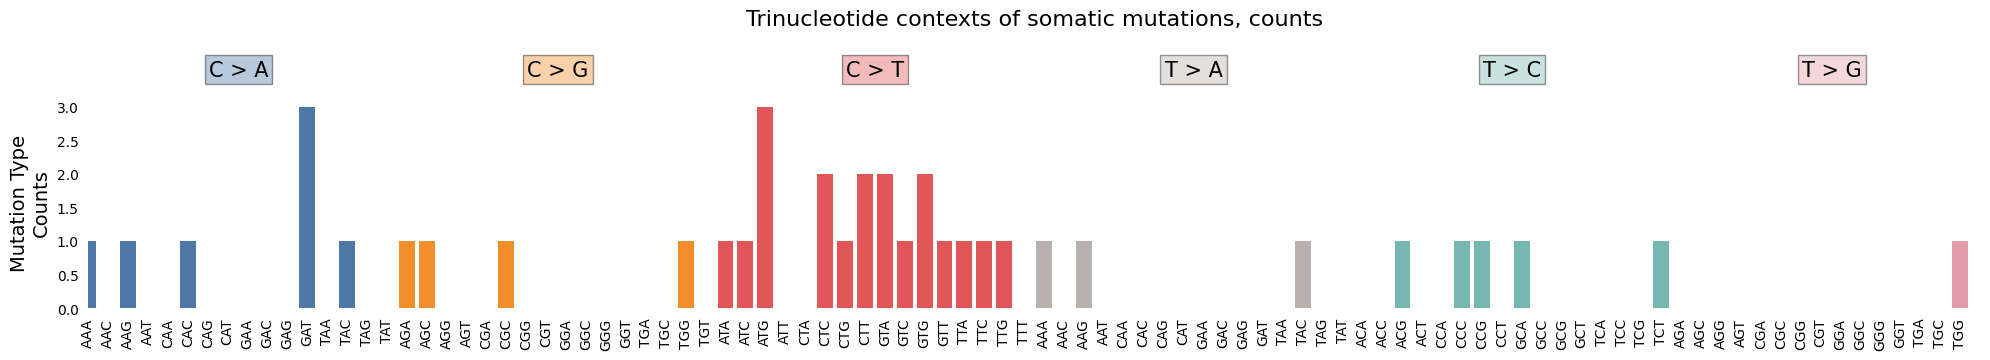 Trinucleotide contexts of somatic mutations, counts
C > A C > G C > T T > A T > C T > G
Mutation Type
Counts
3.0
2.5
2.0
1.5
1.0
0.5
0.0
AAA AAC AAG AAT CAA CAC CAG CAT GAA GAC GAG GAT TAA TAC TAG TAT AGA AGC AGG AGT CGA CGC CGG CGT GGA GGC GGG GGT TGA TGC TGG TGT ATA ATC ATG ATT CTA CTC CTG CTT GTA GTC GTG GTT TTA TTC TTG TTT AAA AAC AAG AAT CAA CAC CAG CAT GAA GAC GAG GAT TAA TAC TAG TAT ACA ACC ACG ACT CCA CCC CCG CCT GCA GCC GCG GCT TCA TCC TCG TCT AGA AGC AGG AGT CGA CGC CGG CGT GGA GGC GGG GGT TGA TGC TGG